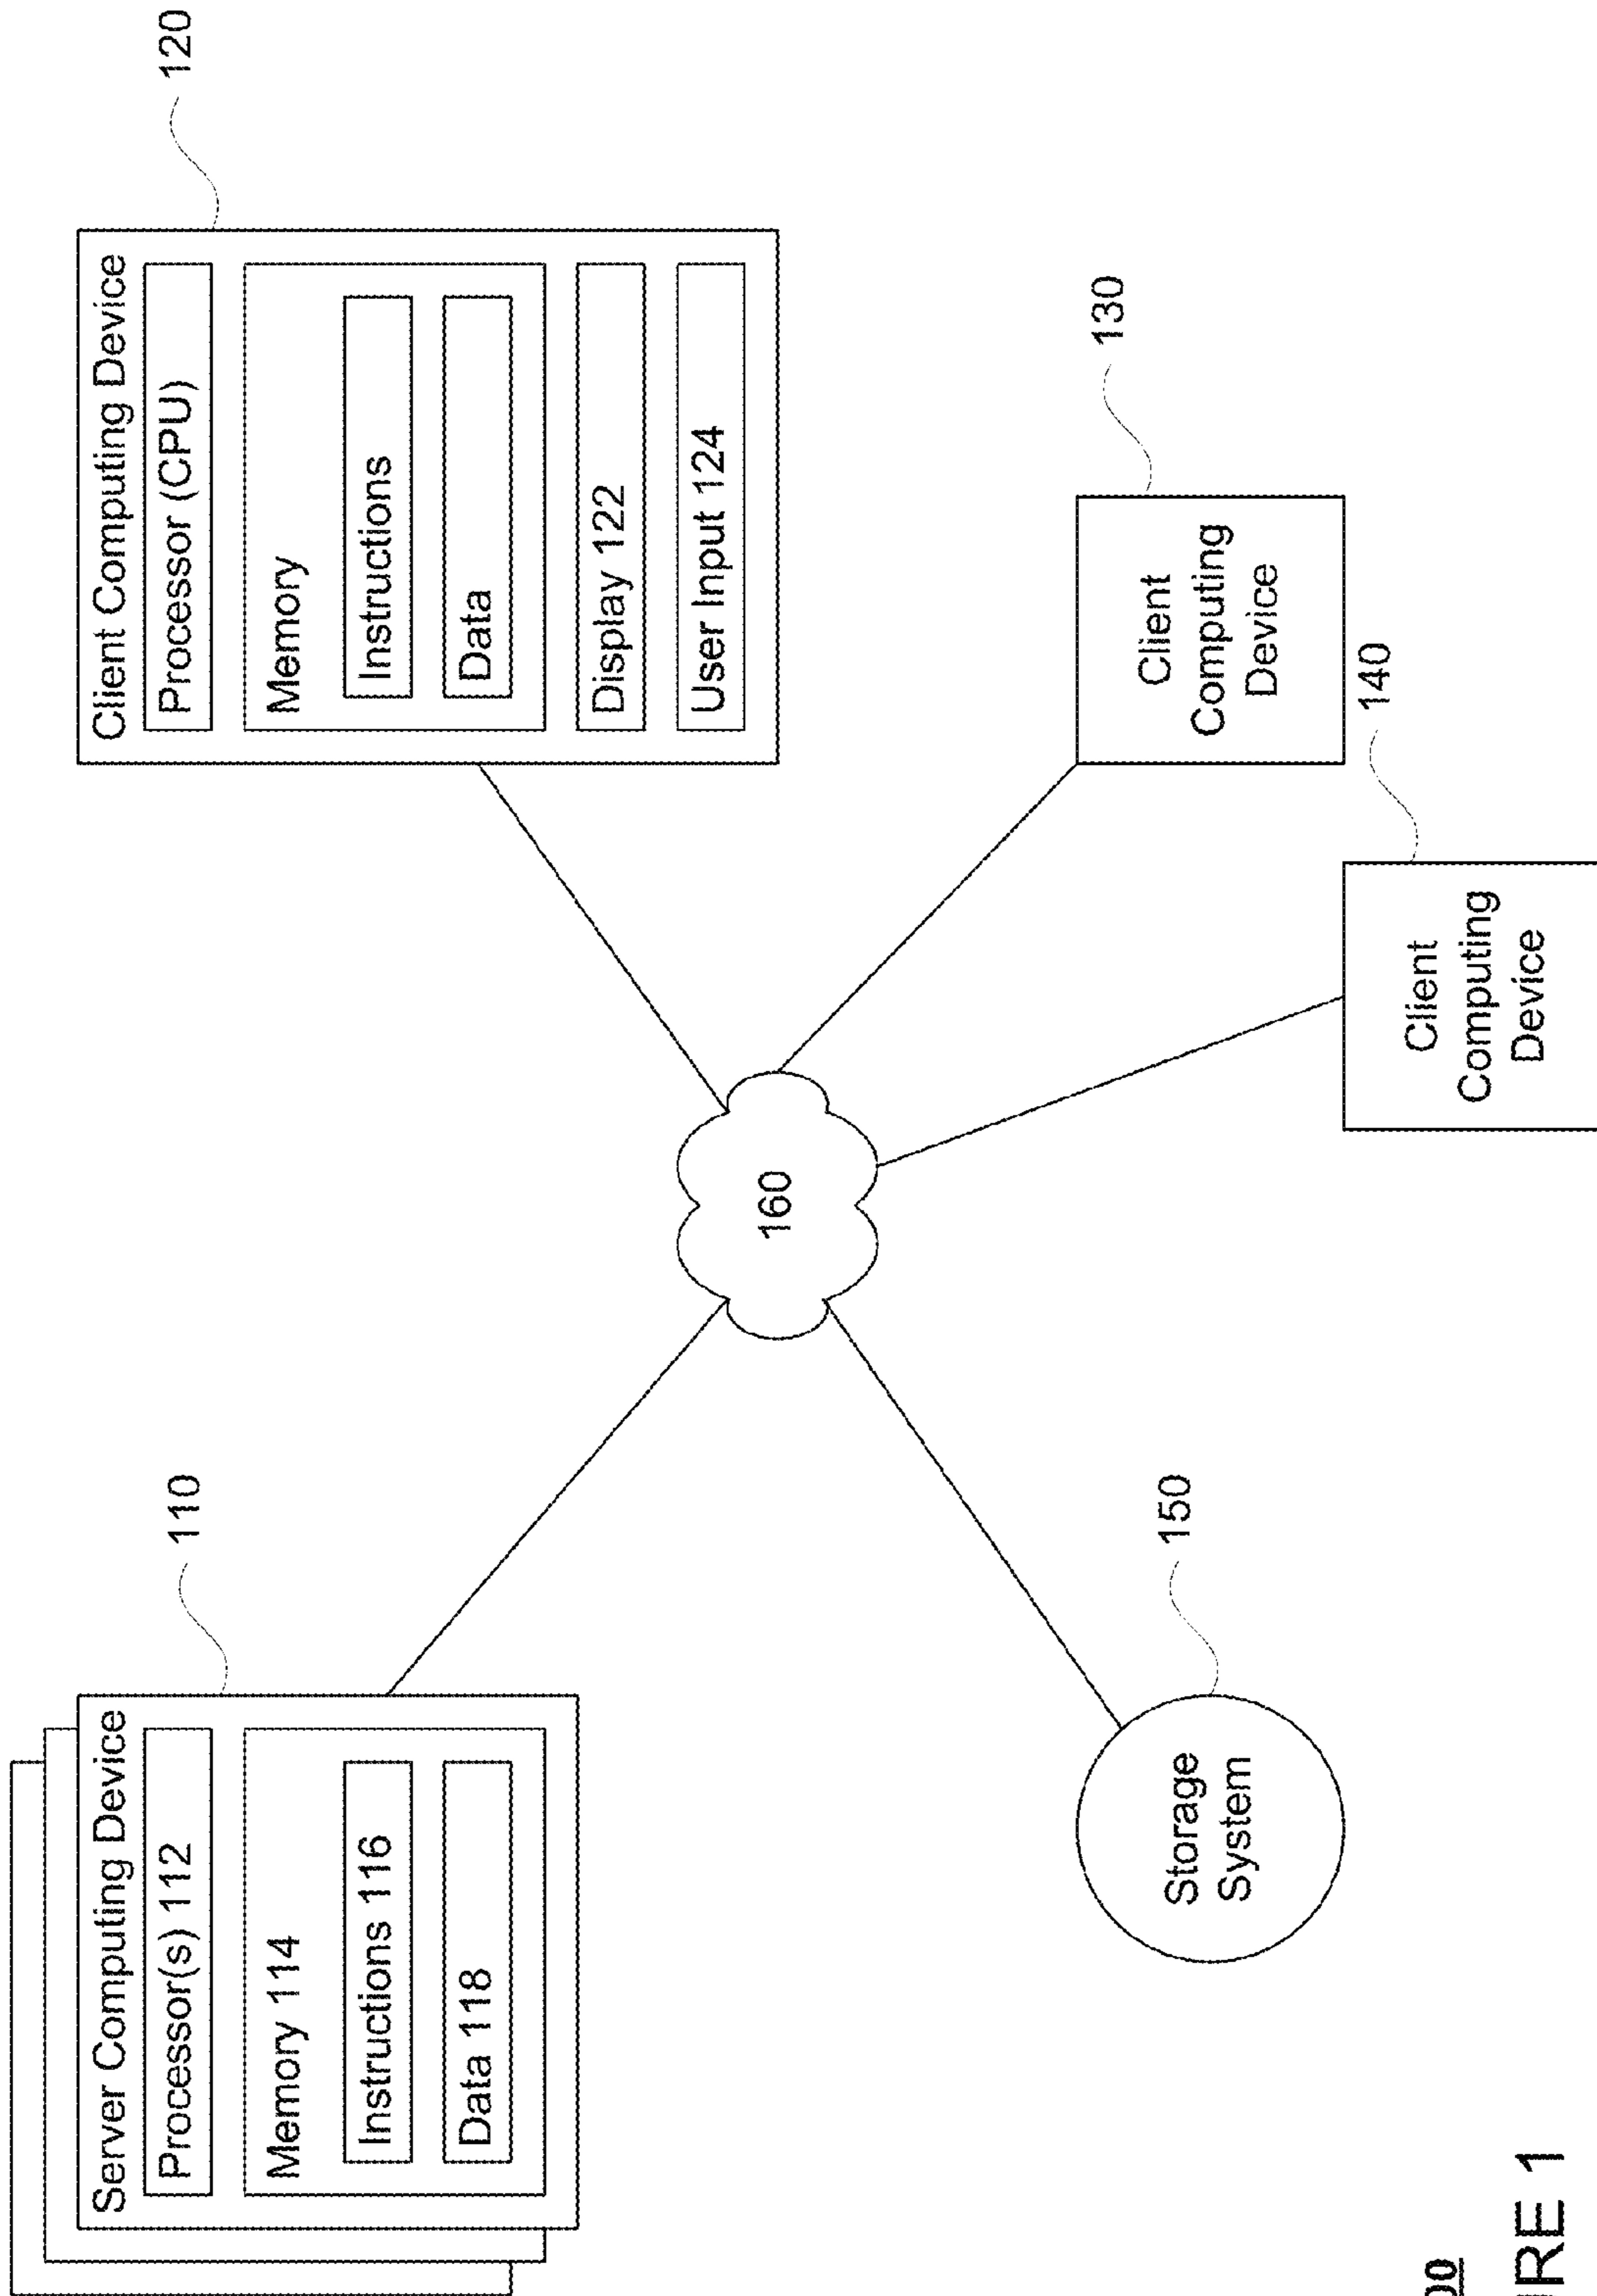 Server Computing Device
Processor(s) 112
Memory 114
Instructions 116
Data 118
110
Client Computing Device
Processor (CPU)
Memory
Instructions
Data
Display 122
User Input 124
120
160
Storage
System
150
Client
Computing
Device
130
Client
Computing
Device
140
00
RE 1